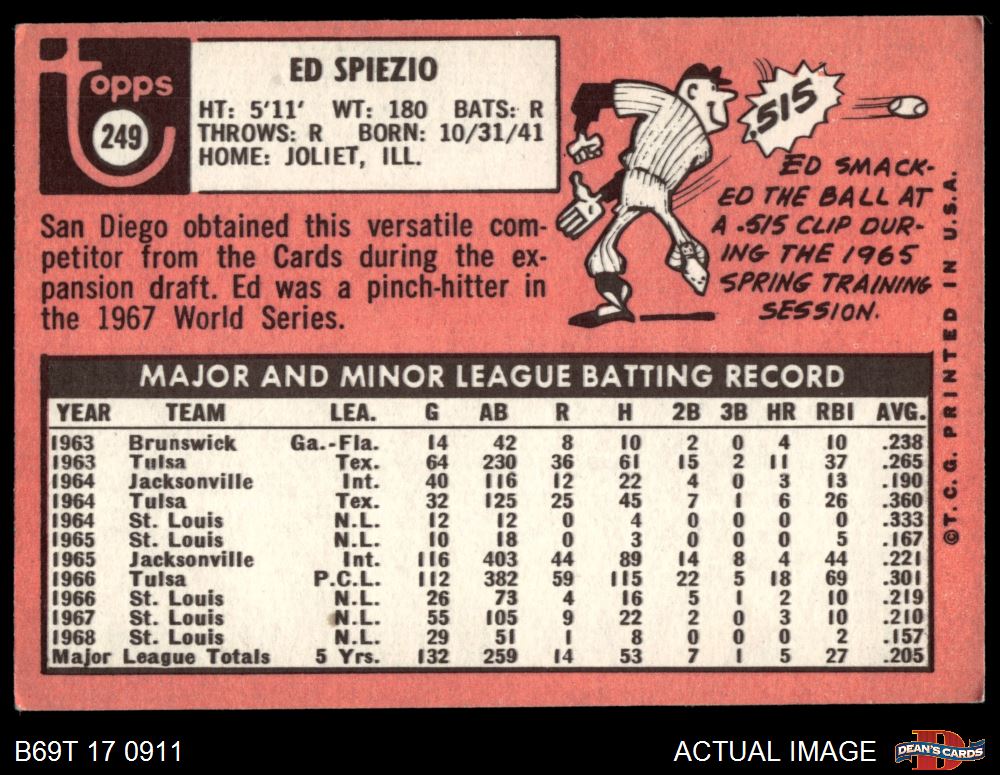 topps
249
ED SPIEZIO
HT: 5'11' WT: 180 BATS: R
THROWS: R BORN: 10/31/41
HOME: JOLIET, ILL.
.515
ED SMACK-
ED THE BALL AT
A .515 CLIP DUR-
ING THE 1965
SPRING TRAINING
SESSION.
San Diego obtained this versatile com-
petitor from the Cards during the ex-
pansion draft. Ed was a pinch-hitter in
the 1967 World Series.
MAJOR AND MINOR LEAGUE BATTING RECORD
YEAR TEAM LEA. G AB R H 2B 3B HR RBI AVG.
1963 Brunswick Ga.-Fla. 14 42 8 10 2 0 4 10 .238
1963 Tulsa Tex. 64 230 36 61 15 2 11 37 .265
1964 Jacksonville Int. 40 116 12 22 4 0 3 13 .190
1964 Tulsa Tex. 32 125 25 45 7 1 6 26 .360
1964 St. Louis N.L. 12 12 0 4 0 0 0 0 .333
1965 St. Louis N.L. 10 18 0 3 0 0 0 5 .167
1965 Jacksonville Int. 116 403 44 89 14 8 4 44 .221
1966 Tulsa P.C.L. 112 382 59 115 22 5 18 69 .301
1966 St. Louis N.L. 26 73 4 16 5 1 2 10 .219
1967 St. Louis N.L. 55 105 9 22 2 0 3 10 .210
1968 St. Louis N.L. 29 51 1 8 0 0 0 2 .157
Major League Totals 5 Yrs. 132 259 14 53 7 1 5 27 .205
©T.C.G. PRINTED IN U.S.A.
B69T 17 0911
ACTUAL IMAGE
D
DEAN'S CARDS